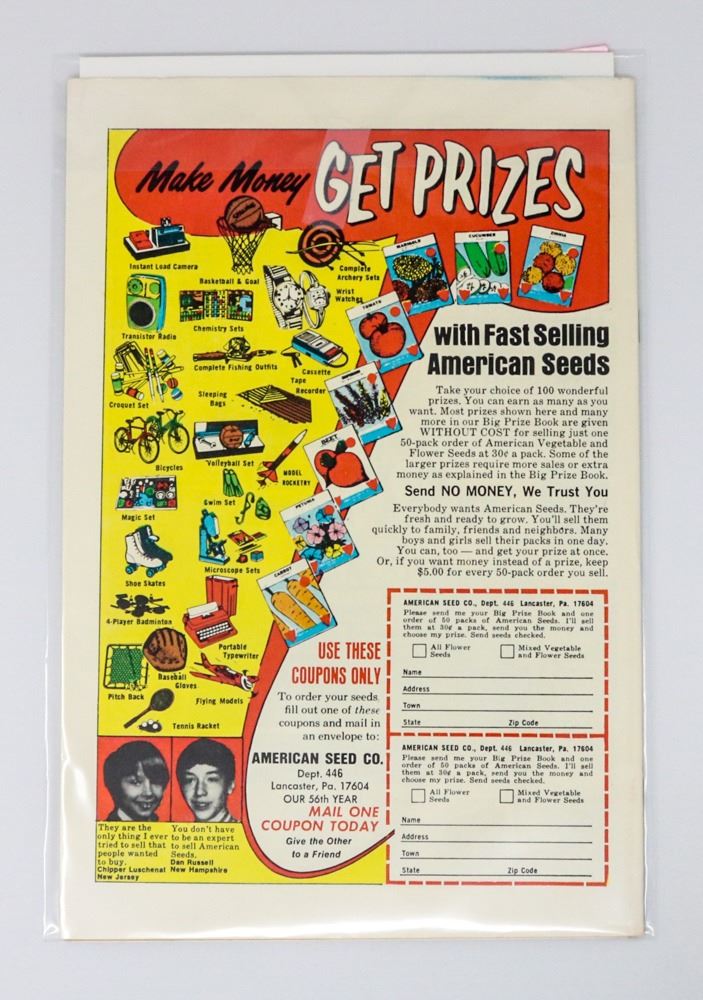 Make Money GET PRIZES
Instant Load Camera
Basketball & Goal
Complete
Archery Sets
Wrist
Watches
Transistor Radio
Chemistry Sets
Complete Fishing Outfits
Cassette
Tape
Recorder
Croquet Set
Sleeping
Bags
Bicycles
Volleyball Set
MODEL
ROCKETRY
Swim Set
Magic Set
Microscope Sets
Shoe Skates
4-Player Badminton
Portable
Typewriter
Baseball
Gloves
Pitch Back
Flying Models
Tennis Racket
MARIGOLD
CUCUMBER
ZINNIA
TOMATO
BEET
PETUNIA
CARROT
with Fast Selling
American Seeds
Take your choice of 100 wonderful
prizes. You can earn as many as you
want. Most prizes shown here and many
more in our Big Prize Book are given
WITHOUT COST for selling just one
50-pack order of American Vegetable and
Flower Seeds at 30¢ a pack. Some of the
larger prizes require more sales or extra
money as explained in the Big Prize Book.
Send NO MONEY, We Trust You
Everybody wants American Seeds. They're
fresh and ready to grow. You'll sell them
quickly to family, friends and neighbors. Many
boys and girls sell their packs in one day.
You can, too — and get your prize at once.
Or, if you want money instead of a prize, keep
$5.00 for every 50-pack order you sell.
USE THESE
COUPONS ONLY
To order your seeds,
fill out one of these
coupons and mail in
an envelope to:
AMERICAN SEED CO.
Dept. 446
Lancaster, Pa. 17604
OUR 56th YEAR
MAIL ONE
COUPON TODAY
Give the Other
to a Friend
They are the
only thing I ever
tried to sell that
people wanted
to buy.
Chipper Luschenat
New Jersey
You don't have
to be an expert
to sell American
Seeds.
Dan Russell
New Hampshire
AMERICAN SEED CO., Dept. 446 Lancaster, Pa. 17604
Please send me your Big Prize Book and one
order of 50 packs of American Seeds. I'll sell
them at 30¢ a pack, send you the money and
choose my prize. Send seeds checked.
All Flower
Seeds
Mixed Vegetable
and Flower Seeds
Name
Address
Town
State Zip Code
AMERICAN SEED CO., Dept. 446 Lancaster, Pa. 17604
Please send me your Big Prize Book and one
order of 50 packs of American Seeds. I'll sell
them at 30¢ a pack, send you the money and
choose my prize. Send seeds checked.
All Flower
Seeds
Mixed Vegetable
and Flower Seeds
Name
Address
Town
State Zip Code